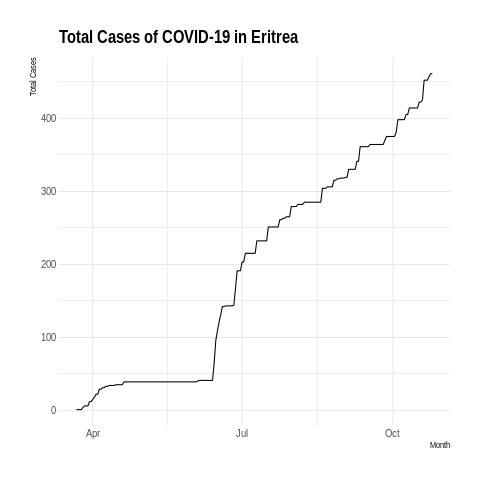 Total Cases of COVID-19 in Eritrea
Total Cases
400
300
200
100
0
Apr Jul Oct
Month